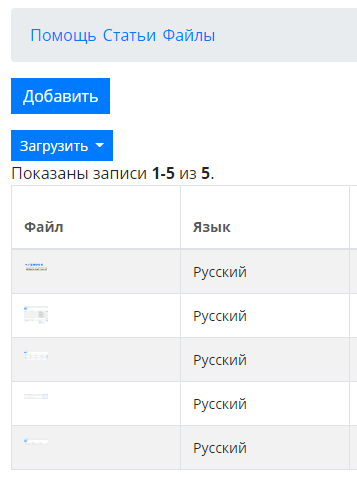 Помощь Статьи Файлы
Добавить
Загрузить
Показаны записи 1-5 из 5.
Файл Язык
Русский
Русский
Русский
Русский
Русский